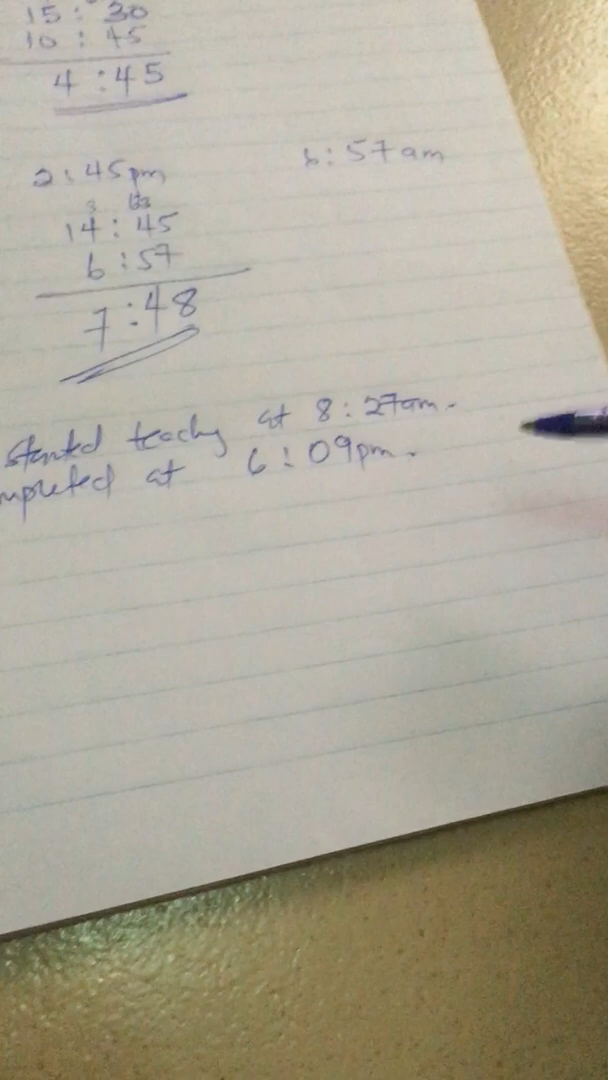 15 : 30
10 : 45
4 : 45
2:45pm 6:57am
14 : 45
6 : 57
7 : 48
started teachg at 8:27am.
mpleted at 6:09pm.